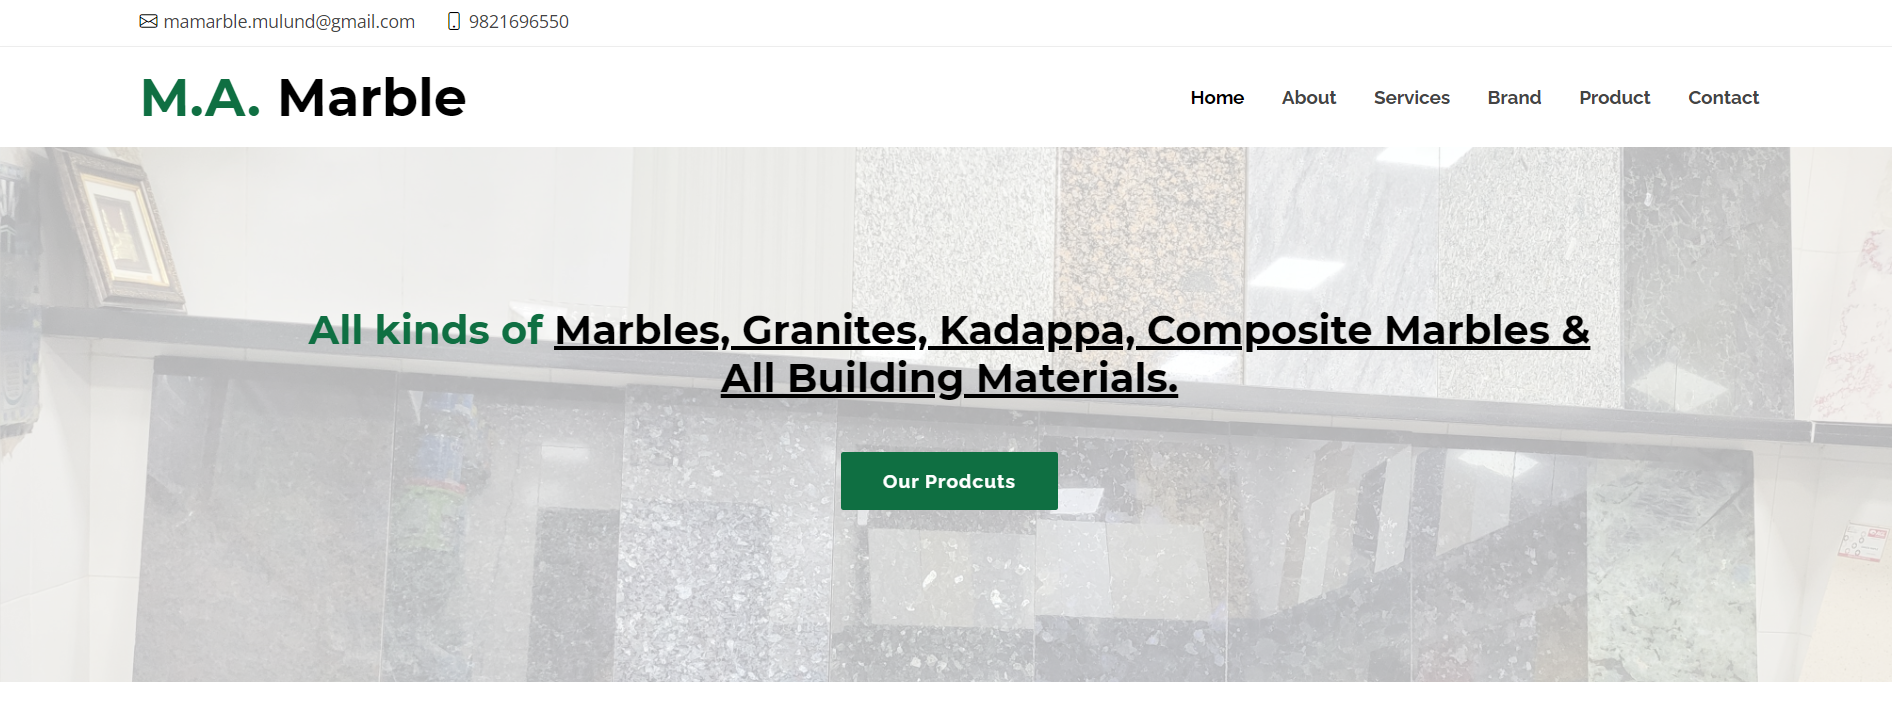 mamarble.mulund@gmail.com 9821696550
M.A. Marble
Home About Services Brand Product Contact
All kinds of Marbles, Granites, Kadappa, Composite Marbles &
All Building Materials.
Our Prodcuts